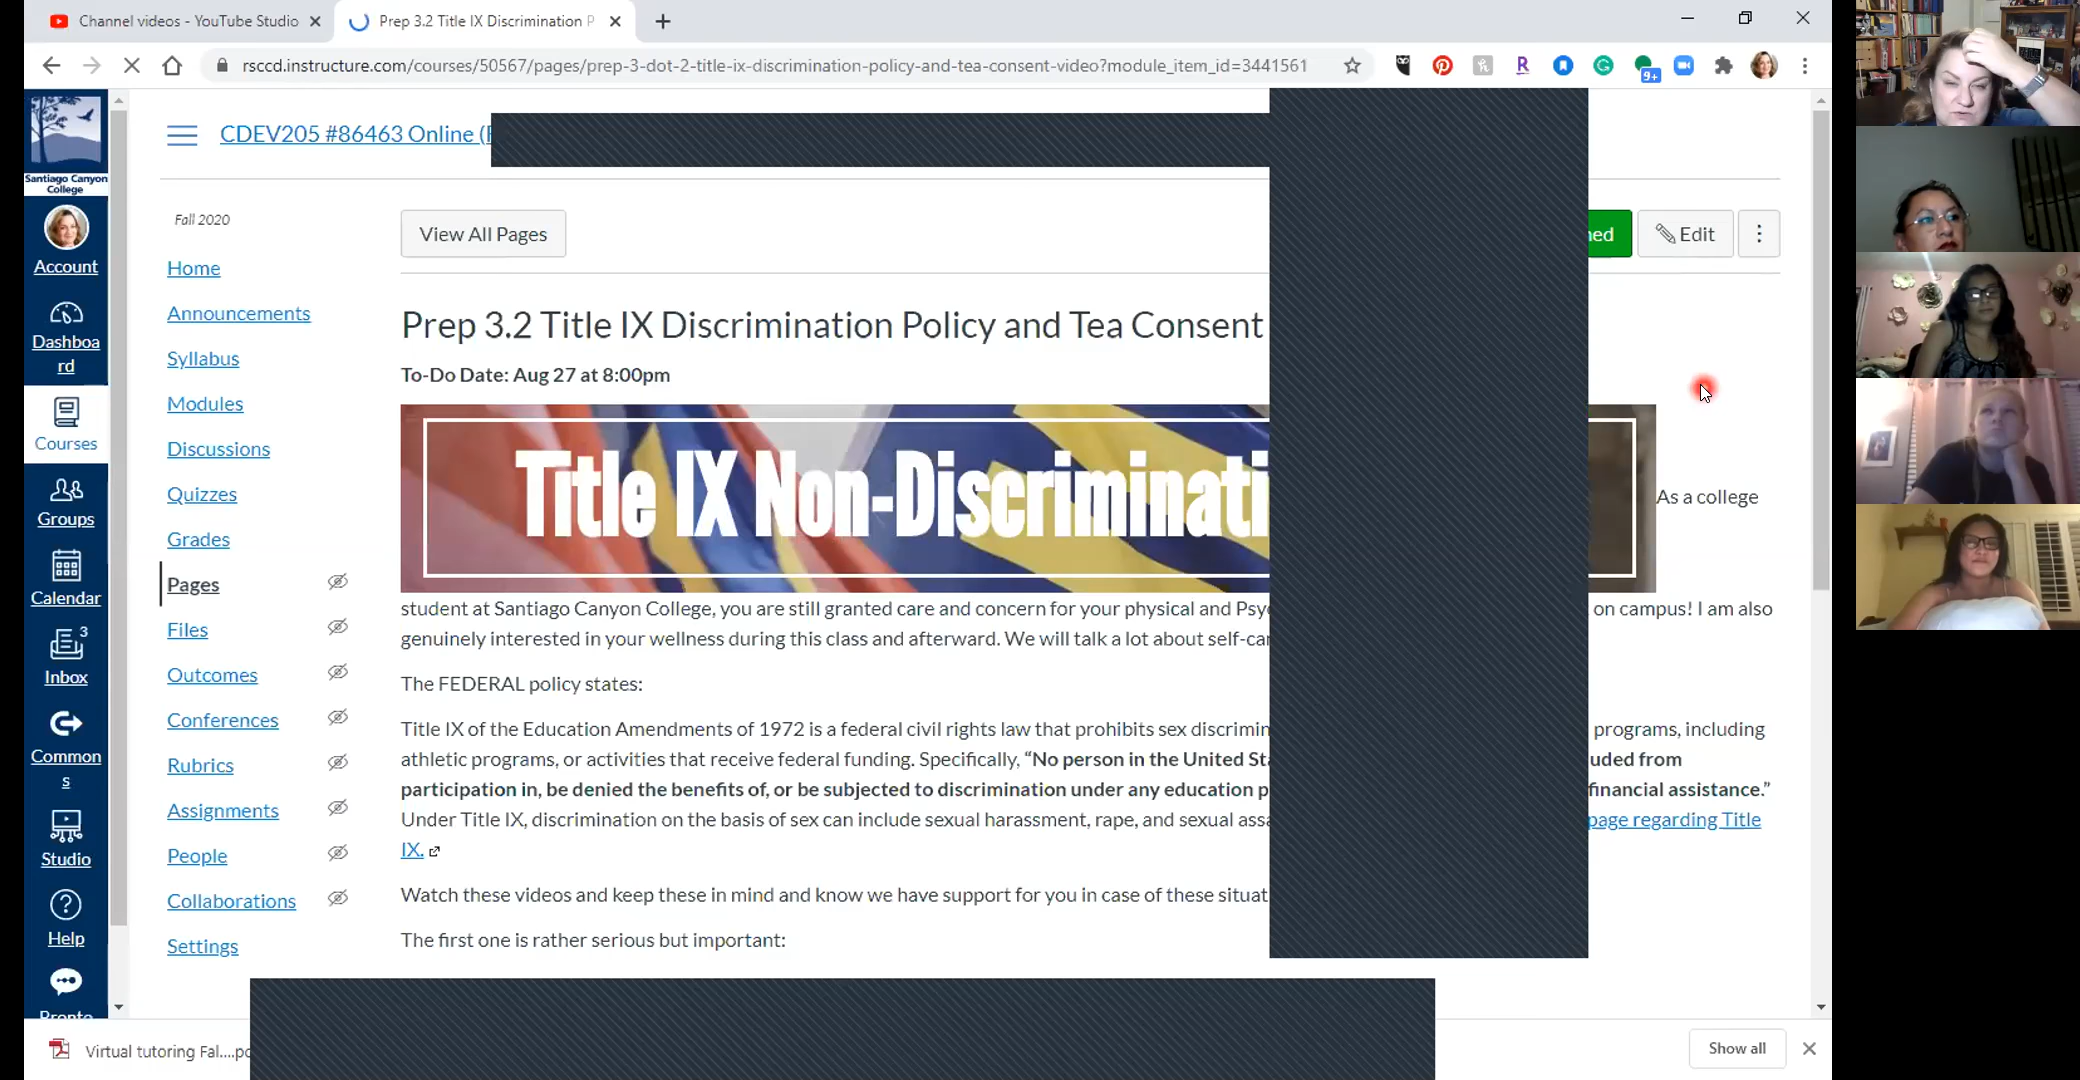 Channel videos - YouTube Studio
Prep 3.2 Title IX Discrimination P
rsccd.instructure.com/courses/50567/pages/prep-3-dot-2-title-ix-discrimination-policy-and-tea-consent-video?module_item_id=3441561
9+
Santiago Canyon
College
Account
Dashboa
rd
Courses
Groups
Calendar
3
Inbox
Common
s
Studio
Help
Pronto
CDEV205 #86463 Online (
Fall 2020
Home
Announcements
Syllabus
Modules
Discussions
Quizzes
Grades
Pages
Files
Outcomes
Conferences
Rubrics
Assignments
People
Collaborations
Settings
View All Pages
Edit
Prep 3.2 Title IX Discrimination Policy and Tea Consent
To-Do Date: Aug 27 at 8:00pm
Title IX Non-Discriminati
As a college
student at Santiago Canyon College, you are still granted care and concern for your physical and Psy on campus! I am also
genuinely interested in your wellness during this class and afterward. We will talk a lot about self-car
The FEDERAL policy states:
Title IX of the Education Amendments of 1972 is a federal civil rights law that prohibits sex discrimin programs, including
athletic programs, or activities that receive federal funding. Specifically, “No person in the United Sta uded from
participation in, be denied the benefits of, or be subjected to discrimination under any education p financial assistance.”
Under Title IX, discrimination on the basis of sex can include sexual harassment, rape, and sexual assa page regarding Title
IX.
Watch these videos and keep these in mind and know we have support for you in case of these situat
The first one is rather serious but important:
Virtual tutoring Fal....pd
Show all